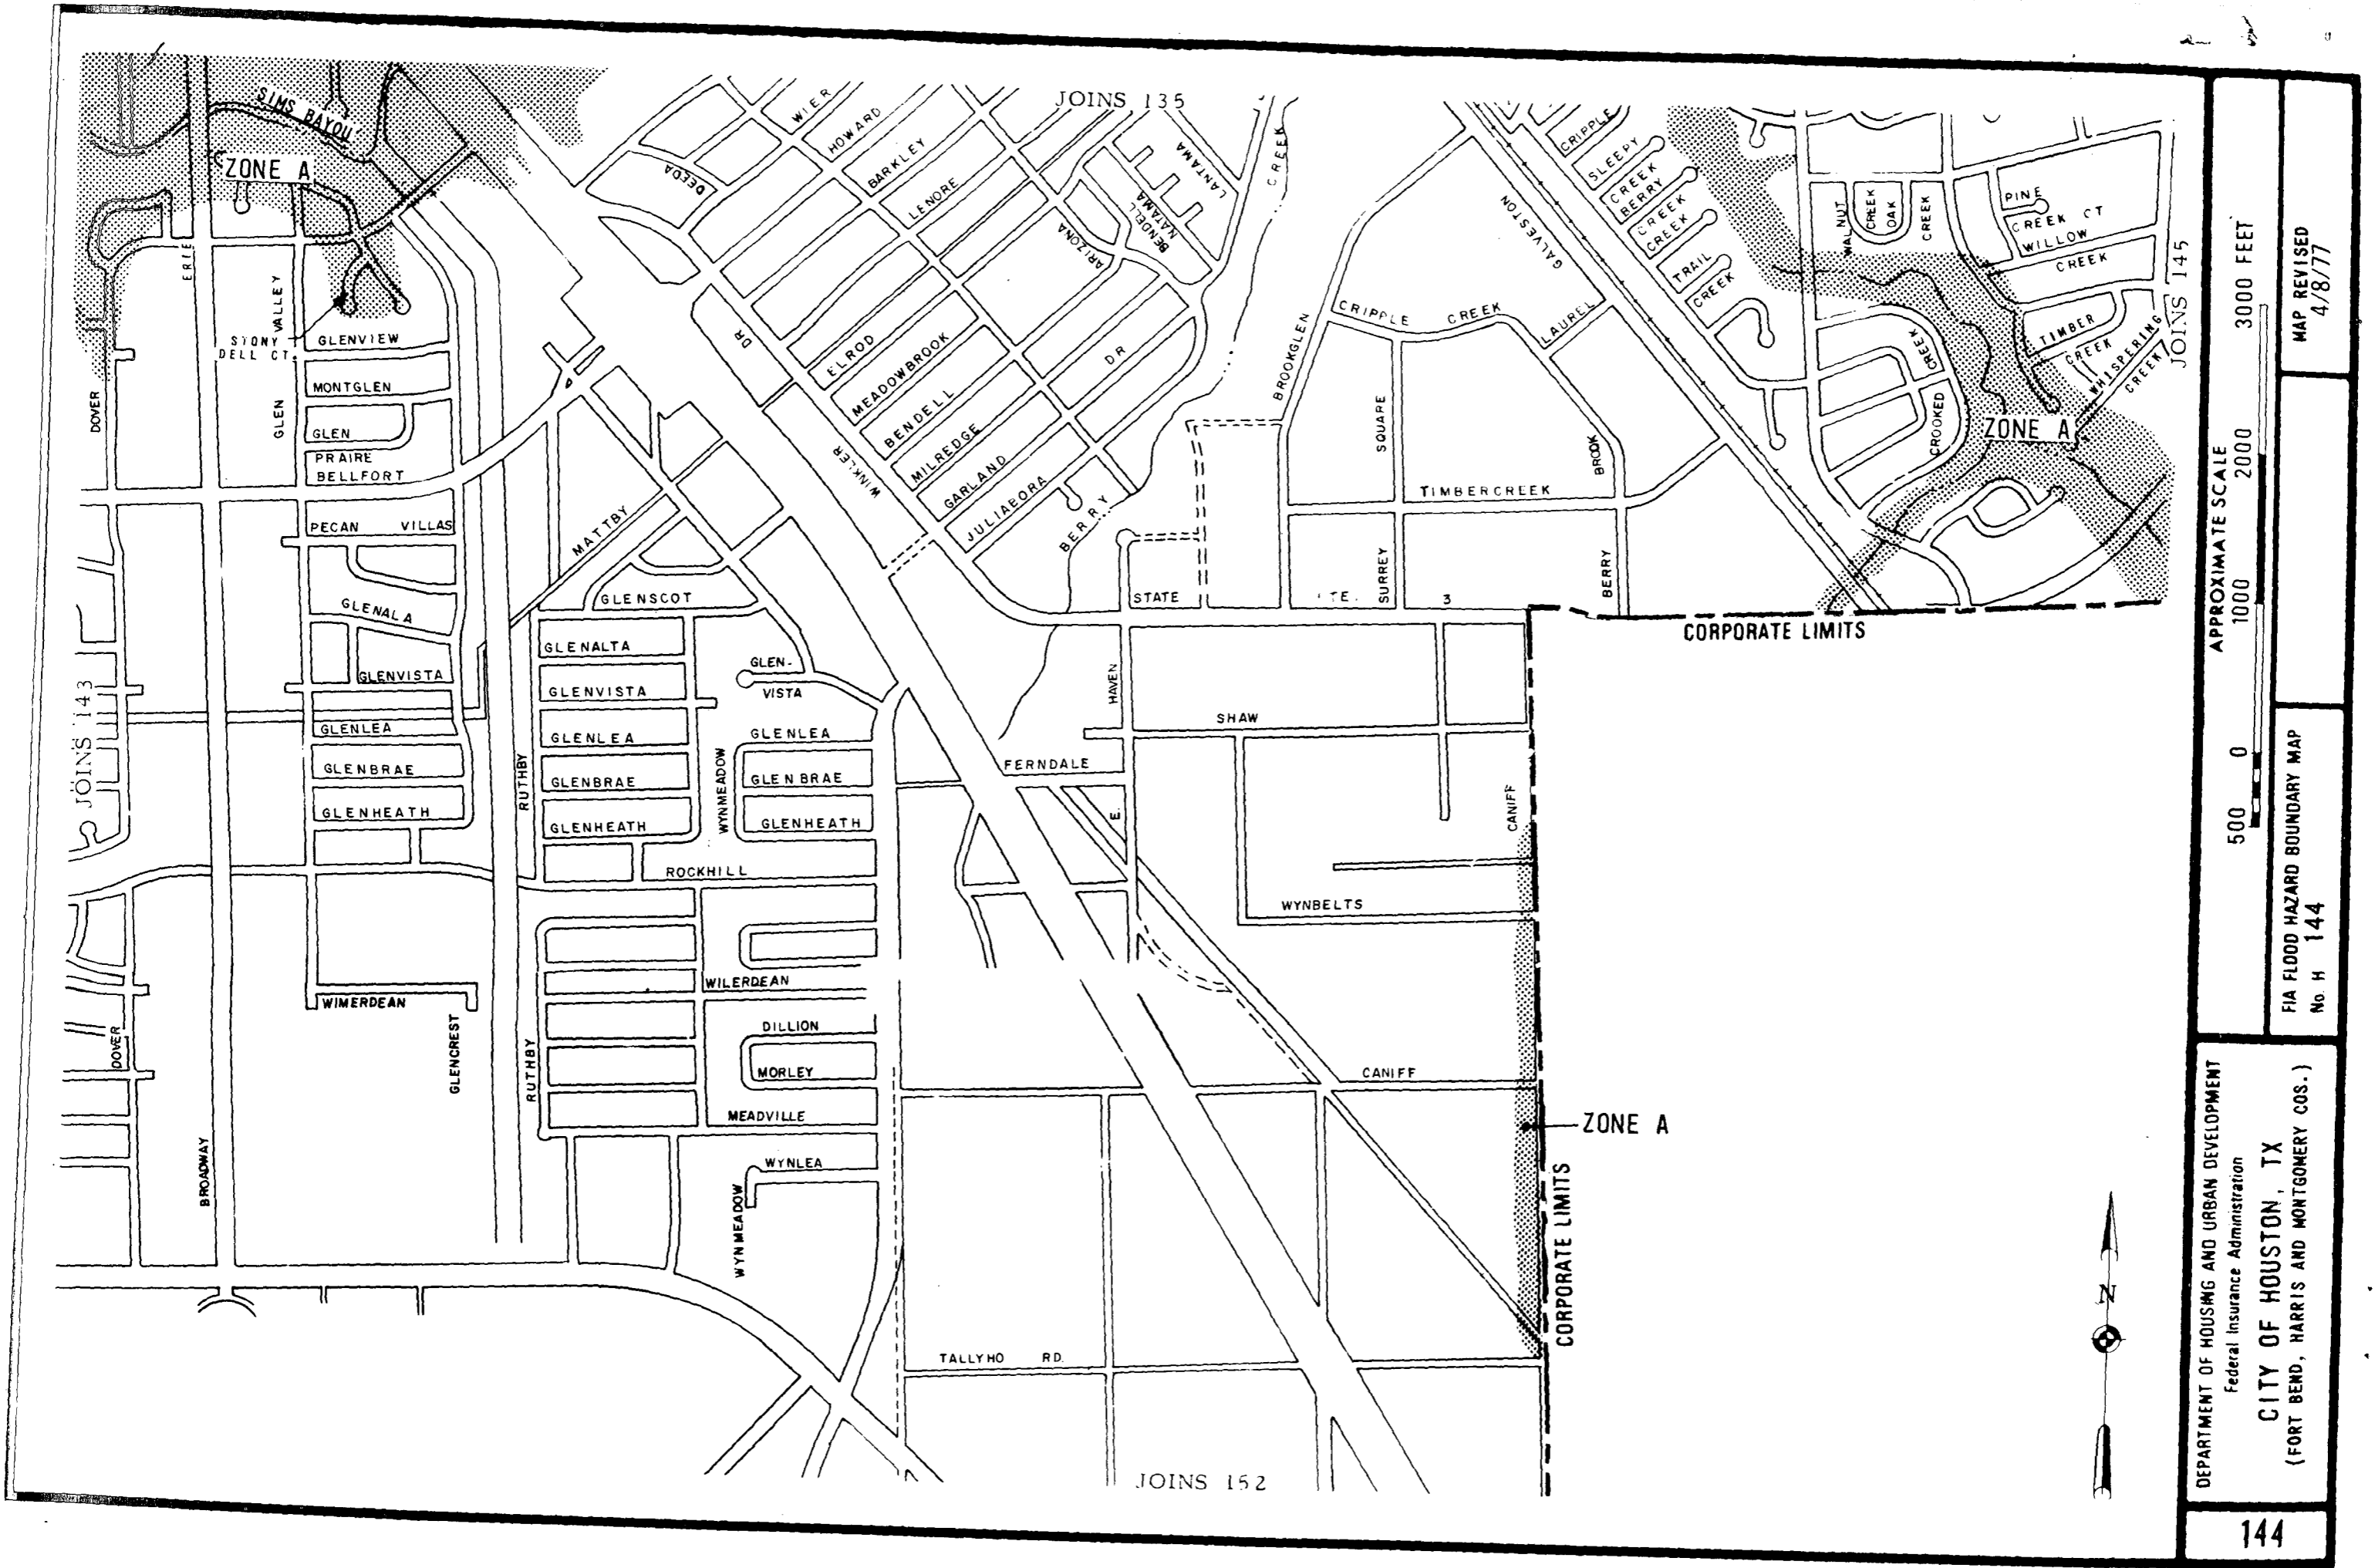 JOINS 135
SIMS BAYOU
ZONE A
ERIE
DOVER
STONY
DELL CT.
GLEN VALLEY
GLENVIEW
MONTGLEN
GLEN
PRAIRE
BELLFORT
PECAN VILLAS
GLENALA
GLENVISTA
GLENLEA
GLENBRAE
GLENHEATH
JOINS 143
WIMERDEAN
GLENCREST
DOVER
BROADWAY
RUTHBY
RUTHBY
MATTBY
GLENSCOT
GLENALTA
GLENVISTA
GLENLEA
GLENBRAE
GLENHEATH
GLEN-
VISTA
WYNMEADOW
GLENLEA
GLENBRAE
GLENHEATH
ROCKHILL
WILERDEAN
DILLION
MORLEY
MEADVILLE
WYNLEA
WYNMEADOW
DEEDA
WIER
HOWARD
BARKLEY
LENORE
ARIZONA
BENDELL
NATAMA
LANTAMA
CREEK
DR
WINKLER
ELROD
MEADOWBROOK
BENDELL
MILREDGE
GARLAND
JULIABORA
DR
BERRY
BROOKGLEN
CRIPPLE CREEK
LAUREL
SQUARE
BROOK
TIMBERCREEK
SURREY
BERRY
STATE
3
GALVESTON
CRIPPLE
SLEEPY
CREEK
BERRY
CREEK
CREEK
TRAIL
CREEK
WALNUT
CREEK
OAK
CREEK
PINE
CREEK CT
WILLOW
CREEK
TIMBER
CREEK
WHISPERING
CREEK
CREEK
CROOKED
ZONE A
JOINS 145
CORPORATE LIMITS
HAVEN
E.
SHAW
FERNDALE
CANIFF
WYNBELTS
CANIFF
ZONE A
CORPORATE LIMITS
TALLYHO RD.
JOINS 152
N
APPROXIMATE SCALE
500 0 1000 2000 3000 FEET
MAP REVISED
4/8/77
FIA FLOOD HAZARD BOUNDARY MAP
No. H 144
DEPARTMENT OF HOUSING AND URBAN DEVELOPMENT
Federal Insurance Administration
CITY OF HOUSTON, TX
(FORT BEND, HARRIS AND MONTGOMERY COS.)
144